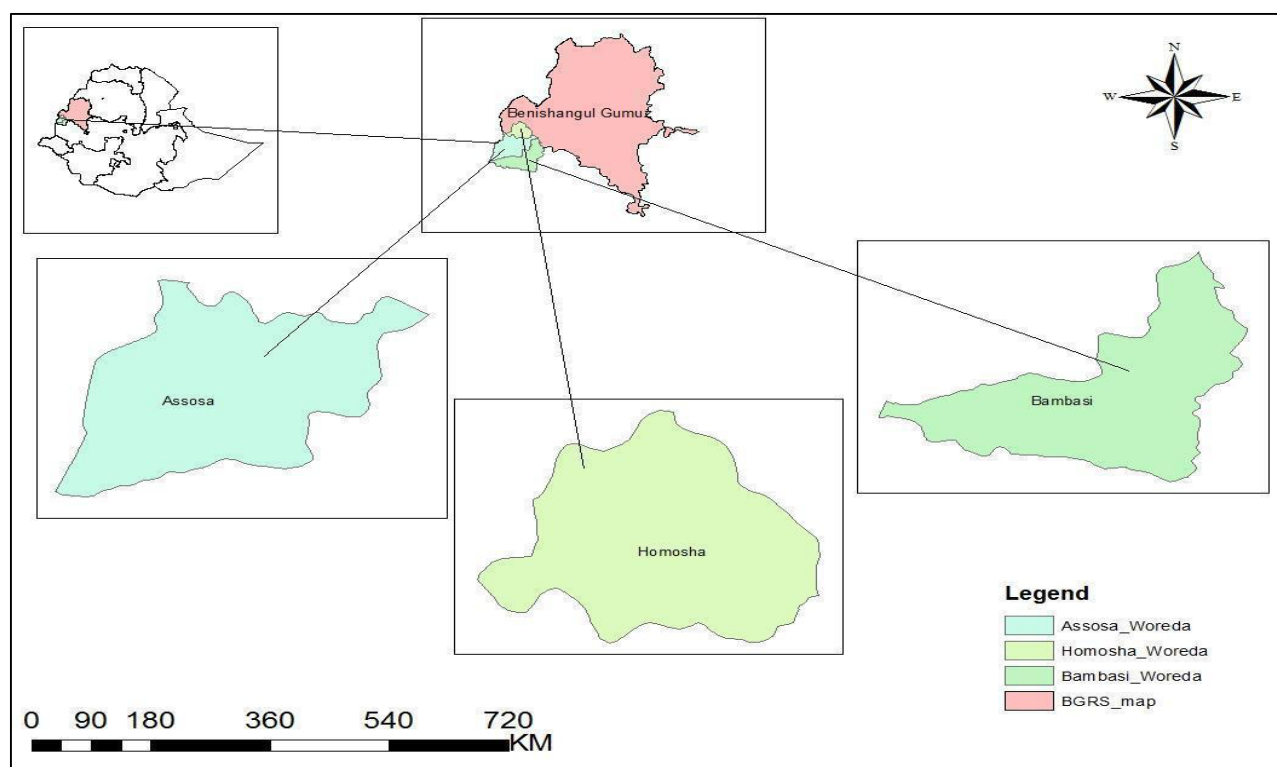 N
W
E
S
Benishangul Gumuz
Assosa
Bambasi
Homosha
Legend
Assosa_Woreda
Homosha_Woreda
Bambasi_Woreda
BGRS_map
0 90 180 360 540 720
KM